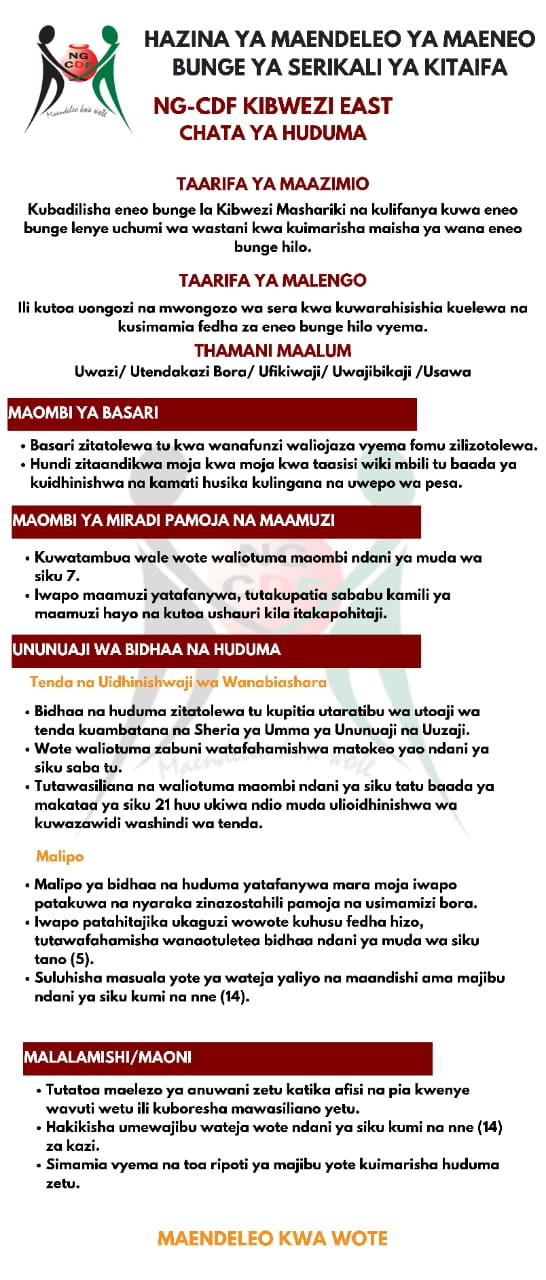 NG
CDF
Maendeleo kwa wote
HAZINA YA MAENDELEO YA MAENEO
BUNGE YA SERIKALI YA KITAIFA
NG-CDF KIBWEZI EAST
CHATA YA HUDUMA
TAARIFA YA MAAZIMIO
Kubadilisha eneo bunge la Kibwezi Mashariki na kulifanya kuwa eneo
bunge lenye uchumi wa wastani kwa kuimarisha maisha ya wana eneo
bunge hilo.
TAARIFA YA MALENGO
Ili kutoa uongozi na mwongozo wa sera kwa kuwarahisishia kuelewa na
kusimamia fedha za eneo bunge hilo vyema.
THAMANI MAALUM
Uwazi/ Utendakazi Bora/ Ufikiwaji/ Uwajibikaji /Usawa
MAOMBI YA BASARI
• Basari zitatolewa tu kwa wanafunzi waliojaza vyema fomu zilizotolewa.
• Hundi zitaandikwa moja kwa moja kwa taasisi wiki mbili tu baada ya
kuidhinishwa na kamati husika kulingana na uwepo wa pesa.
MAOMBI YA MIRADI PAMOJA NA MAAMUZI
• Kuwatambua wale wote waliotuma maombi ndani ya muda wa
siku 7.
• Iwapo maamuzi yatafanywa, tutakupatia sababu kamili ya
maamuzi hayo na kutoa ushauri kila itakapohitaji.
NG
CDF
UNUNUAJI WA BIDHAA NA HUDUMA
Tenda na Uidhinishwaji wa Wanabiashara
• Bidhaa na huduma zitatolewa tu kupitia utaratibu wa utoaji wa
tenda kuambatana na Sheria ya Umma ya Ununuaji na Uuzaji.
• Wote waliotuma zabuni watafahamishwa matokeo yao ndani ya
siku saba tu.
• Tutawasiliana na waliotuma maombi ndani ya siku tatu baada ya
makataa ya siku 21 huu ukiwa ndio muda ulioidhinishwa wa
kuwazawidi washindi wa tenda.
Maendeleo kwa wote
Malipo
• Malipo ya bidhaa na huduma yatafanywa mara moja iwapo
patakuwa na nyaraka zinazostahili pamoja na usimamizi bora.
• Iwapo patahitajika ukaguzi wowote kuhusu fedha hizo,
tutawafahamisha wanaotuletea bidhaa ndani ya muda wa siku
tano (5).
• Suluhisha masuala yote ya wateja yaliyo na maandishi ama majibu
ndani ya siku kumi na nne (14).
MALALAMISHI/MAONI
• Tutatoa maelezo ya anuwani zetu katika afisi na pia kwenye
wavuti wetu ili kuboresha mawasiliano yetu.
• Hakikisha umewajibu wateja wote ndani ya siku kumi na nne (14)
za kazi.
• Simamia vyema na toa ripoti ya majibu yote kuimarisha huduma
zetu.
MAENDELEO KWA WOTE